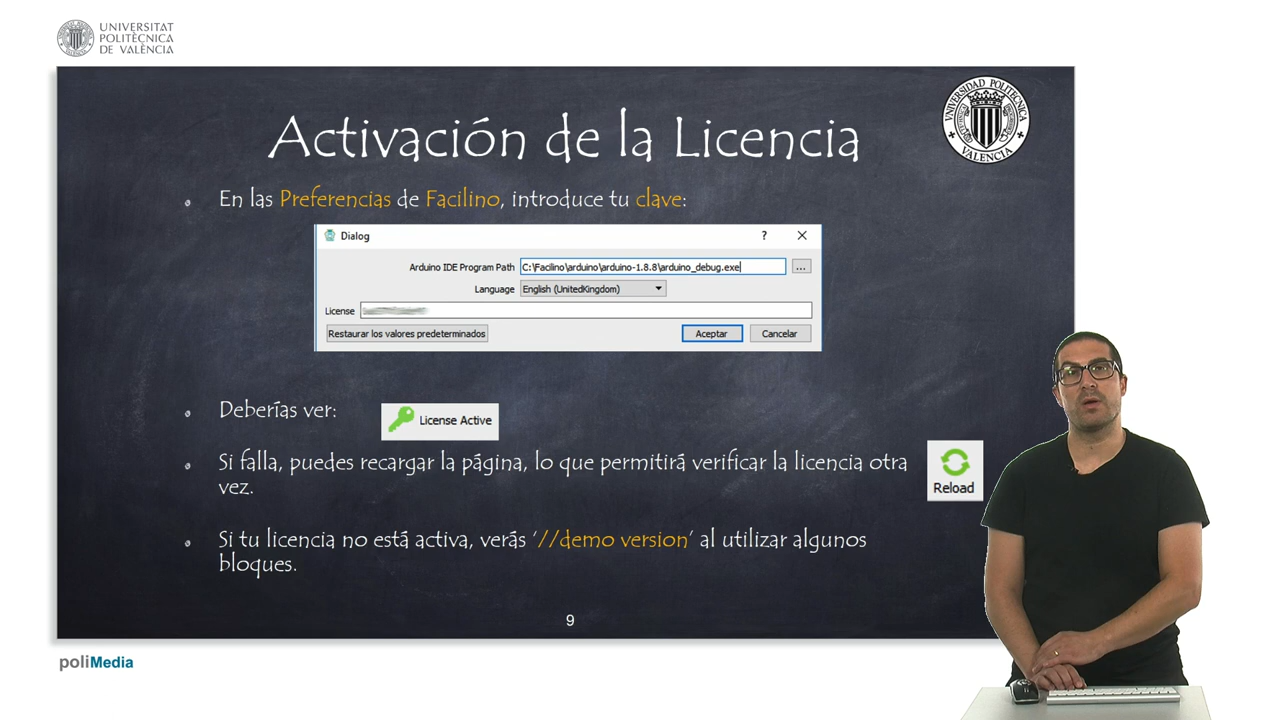 UNIVERSITAT
POLITÈCNICA
DE VALÈNCIA
UNIVERSIDAD POLITECNICA
VALENCIA
Activación de la Licencia
En las Preferencias de Facilino, introduce tu clave:
Dialog
?
Arduino IDE Program Path C:\Facilino\arduino\arduino-1.8.8\arduino_debug.exe ...
Language English (UnitedKingdom)
License
Restaurar los valores predeterminados Aceptar Cancelar
Deberías ver:
License Active
Si falla, puedes recargar la página, lo que permitirá verificar la licencia otra
vez.
Reload
Si tu licencia no está activa, verás ‘//demo version’ al utilizar algunos
bloques.
9
poliMedia